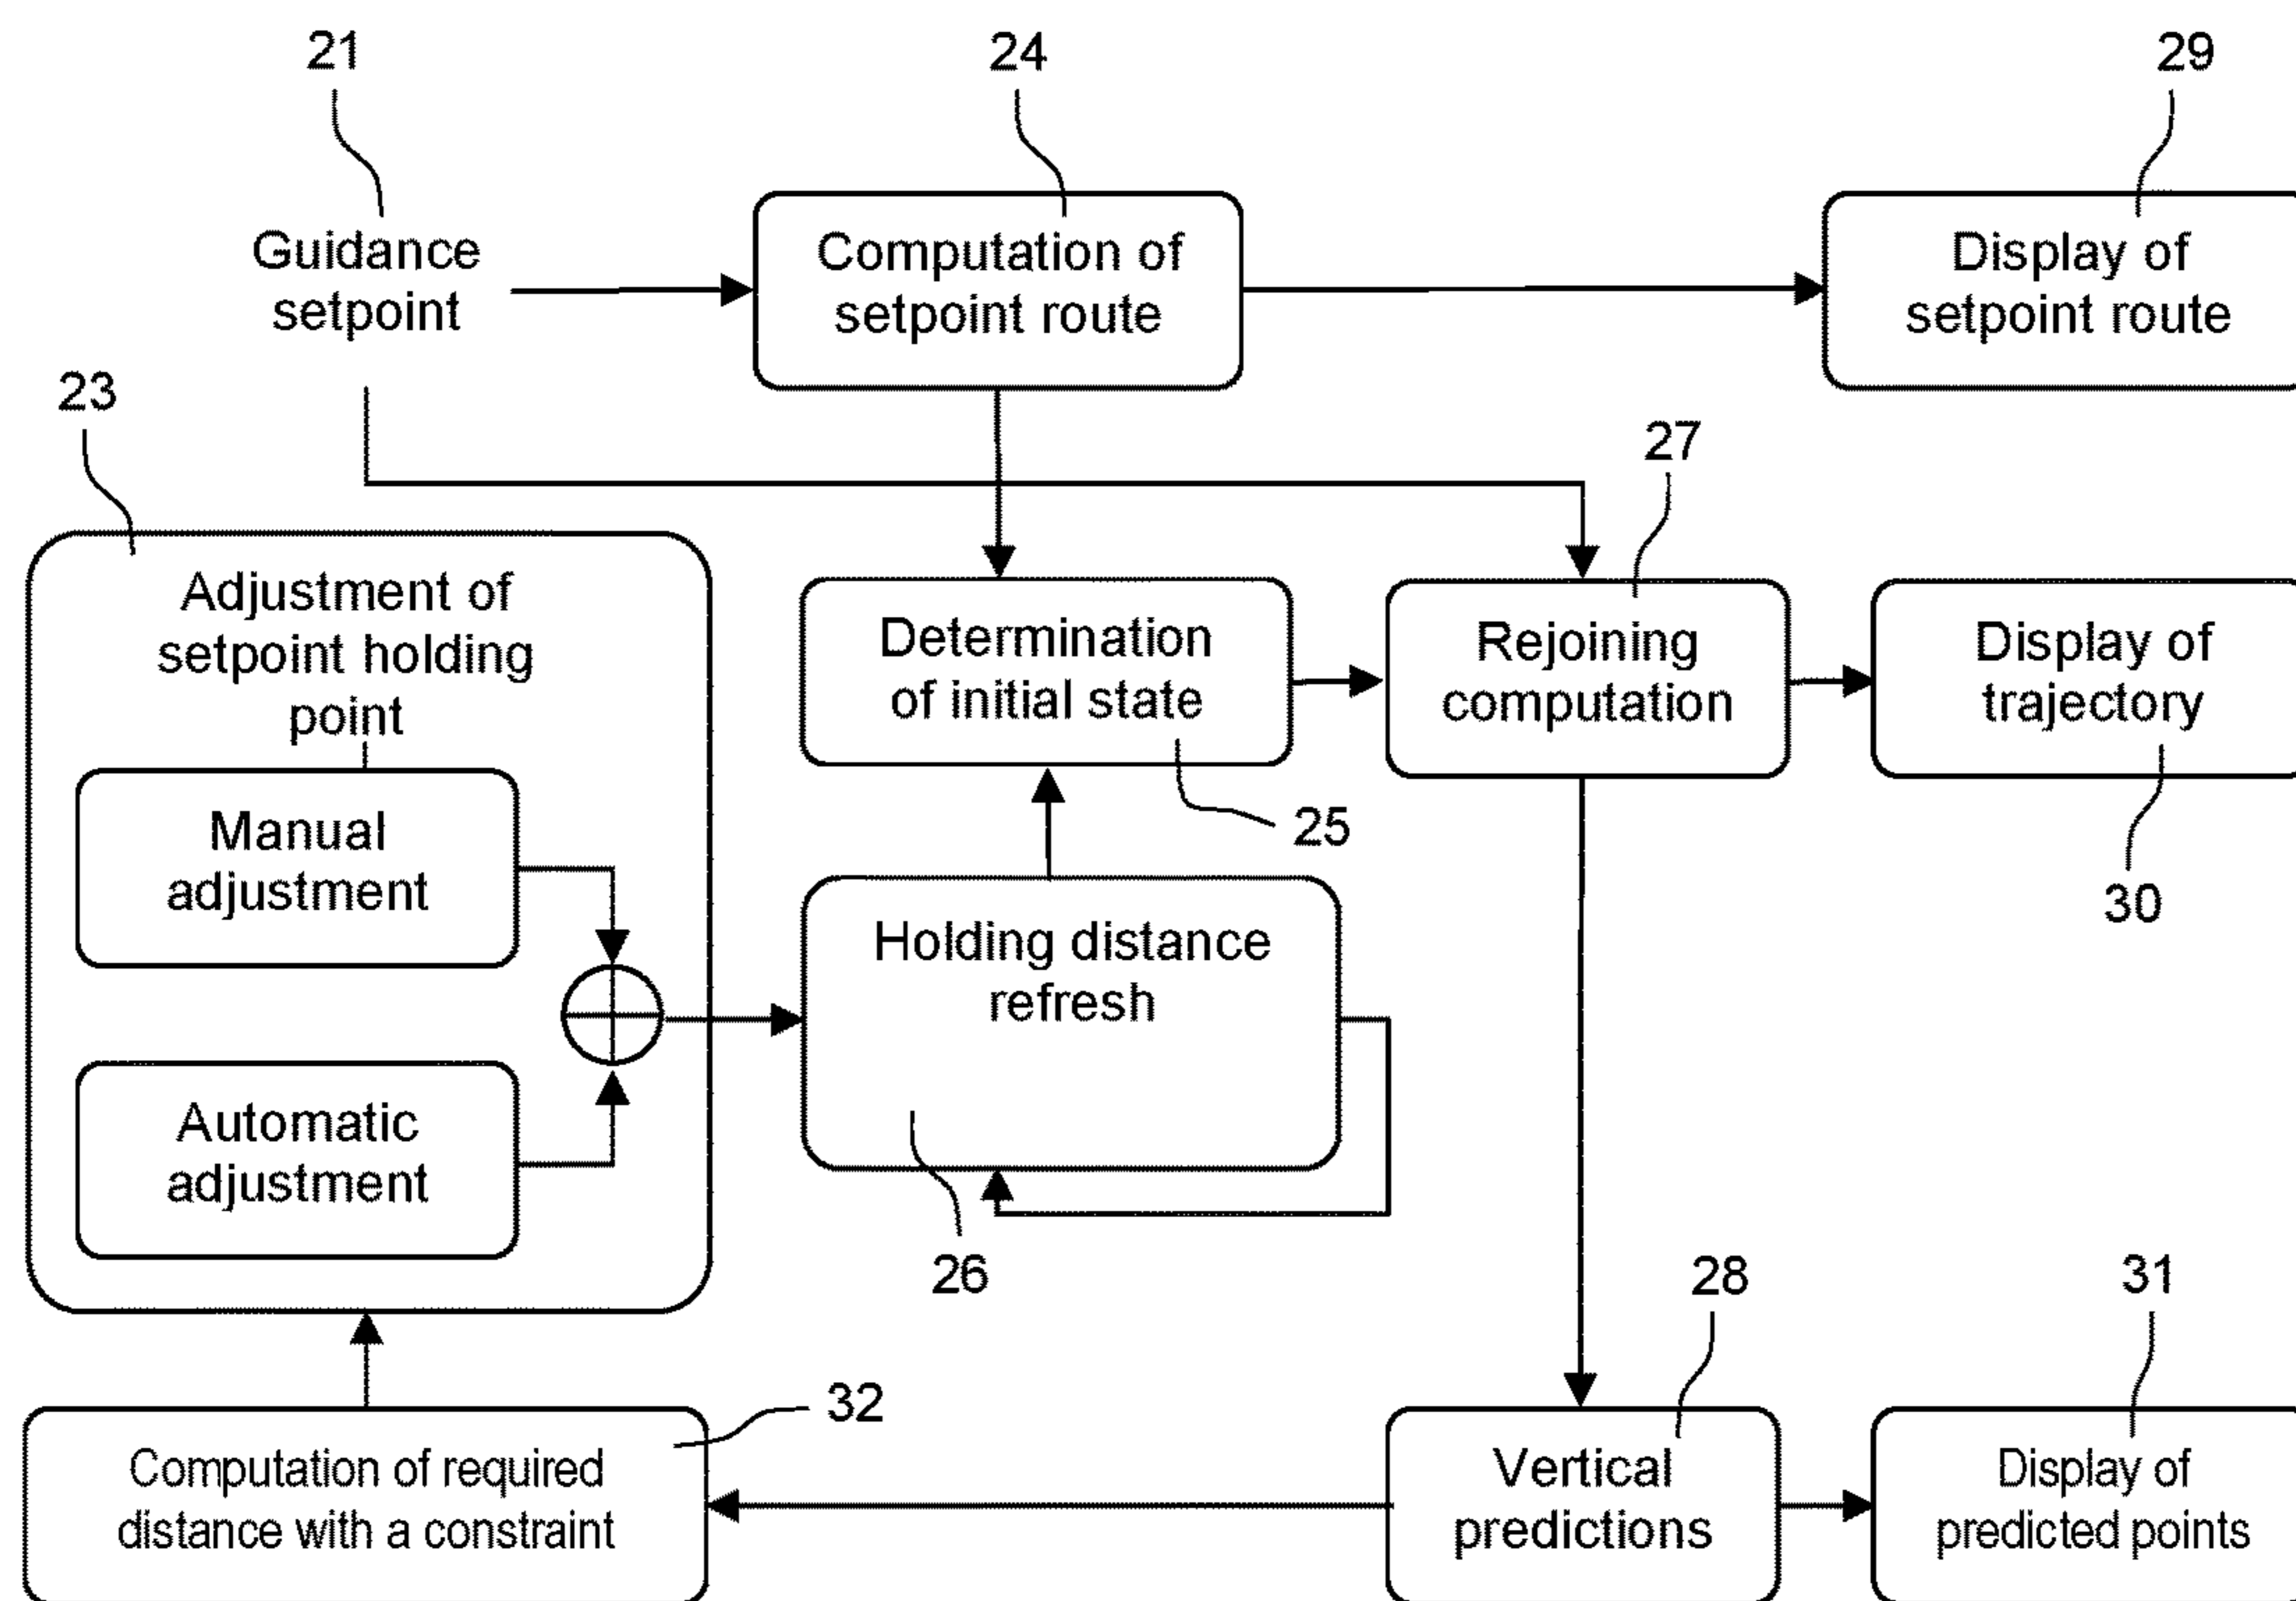 21
24
29
Guidance
setpoint
Computation of
setpoint route
Display of
setpoint route
23
27
Adjustment of
setpoint holding
point
Determination
of initial state
Rejoining
computation
Display of
trajectory
25
30
Manual
adjustment
Holding distance
refresh
Automatic
adjustment
26
28
31
32
Computation of required
distance with a constraint
Vertical
predictions
Display of
predicted points